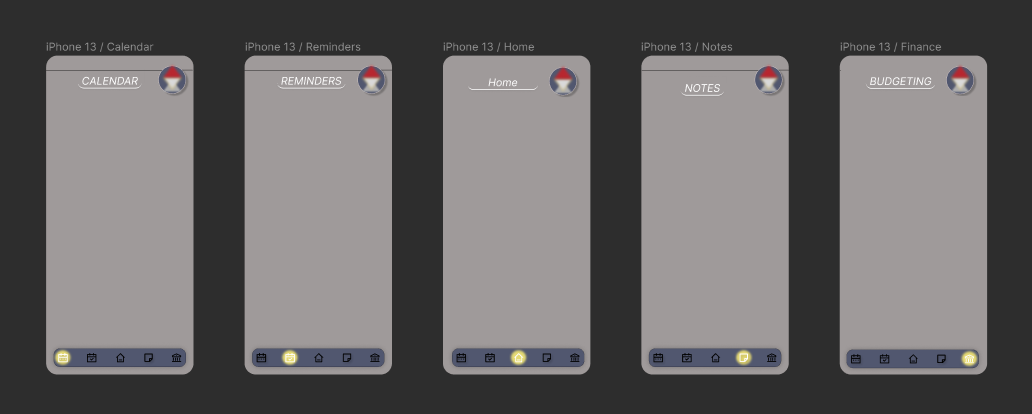 iPhone 13 / Calendar
iPhone 13 / Reminders
iPhone 13 / Home
iPhone 13 / Notes
iPhone 13 / Finance
CALENDAR
REMINDERS
Home
NOTES
BUDGETING